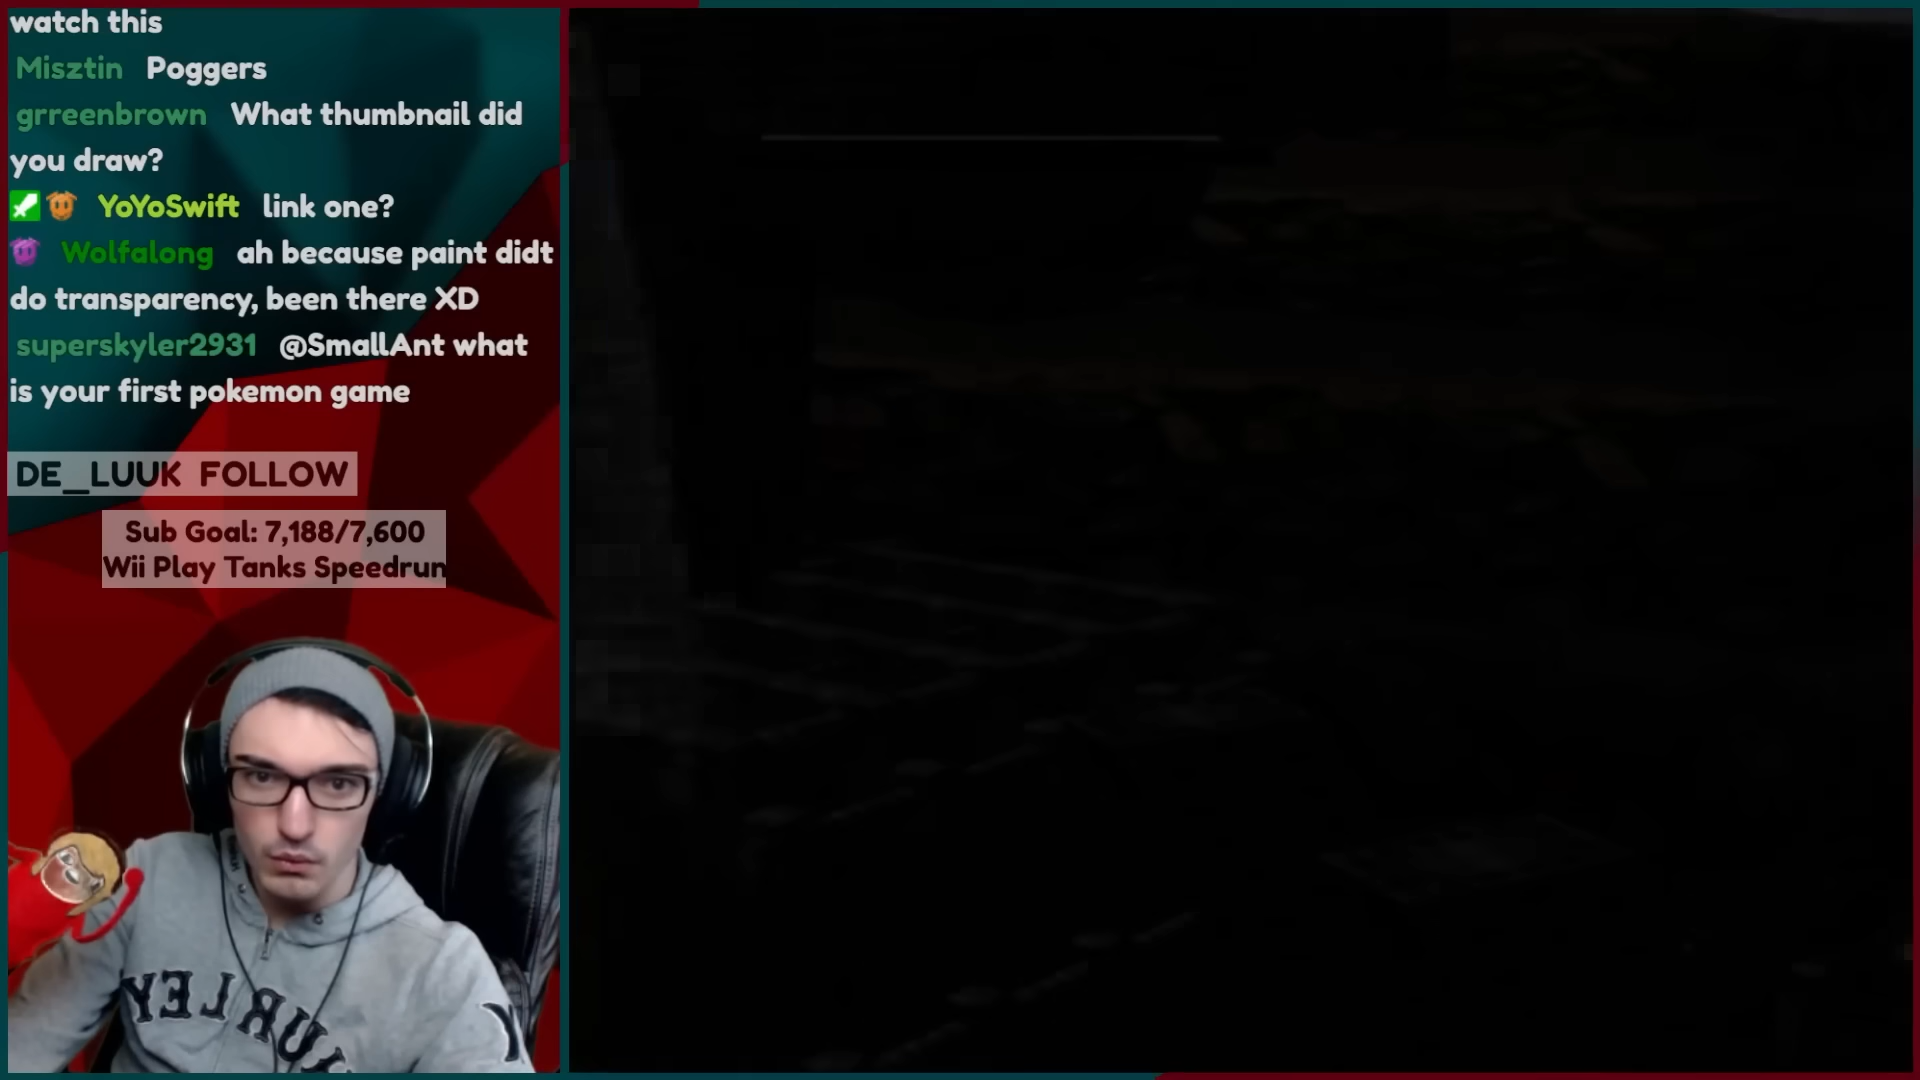 watch this
Misztin Poggers
grreenbrown What thumbnail did
you draw?
YoYoSwift link one?
Wolfalong ah because paint didt
do transparency, been there XD
superskyler2931 @SmallAnt what
is your first pokemon game
DE_LUUK FOLLOW
Sub Goal: 7,188/7,600
Wii Play Tanks Speedrun
HURLEY